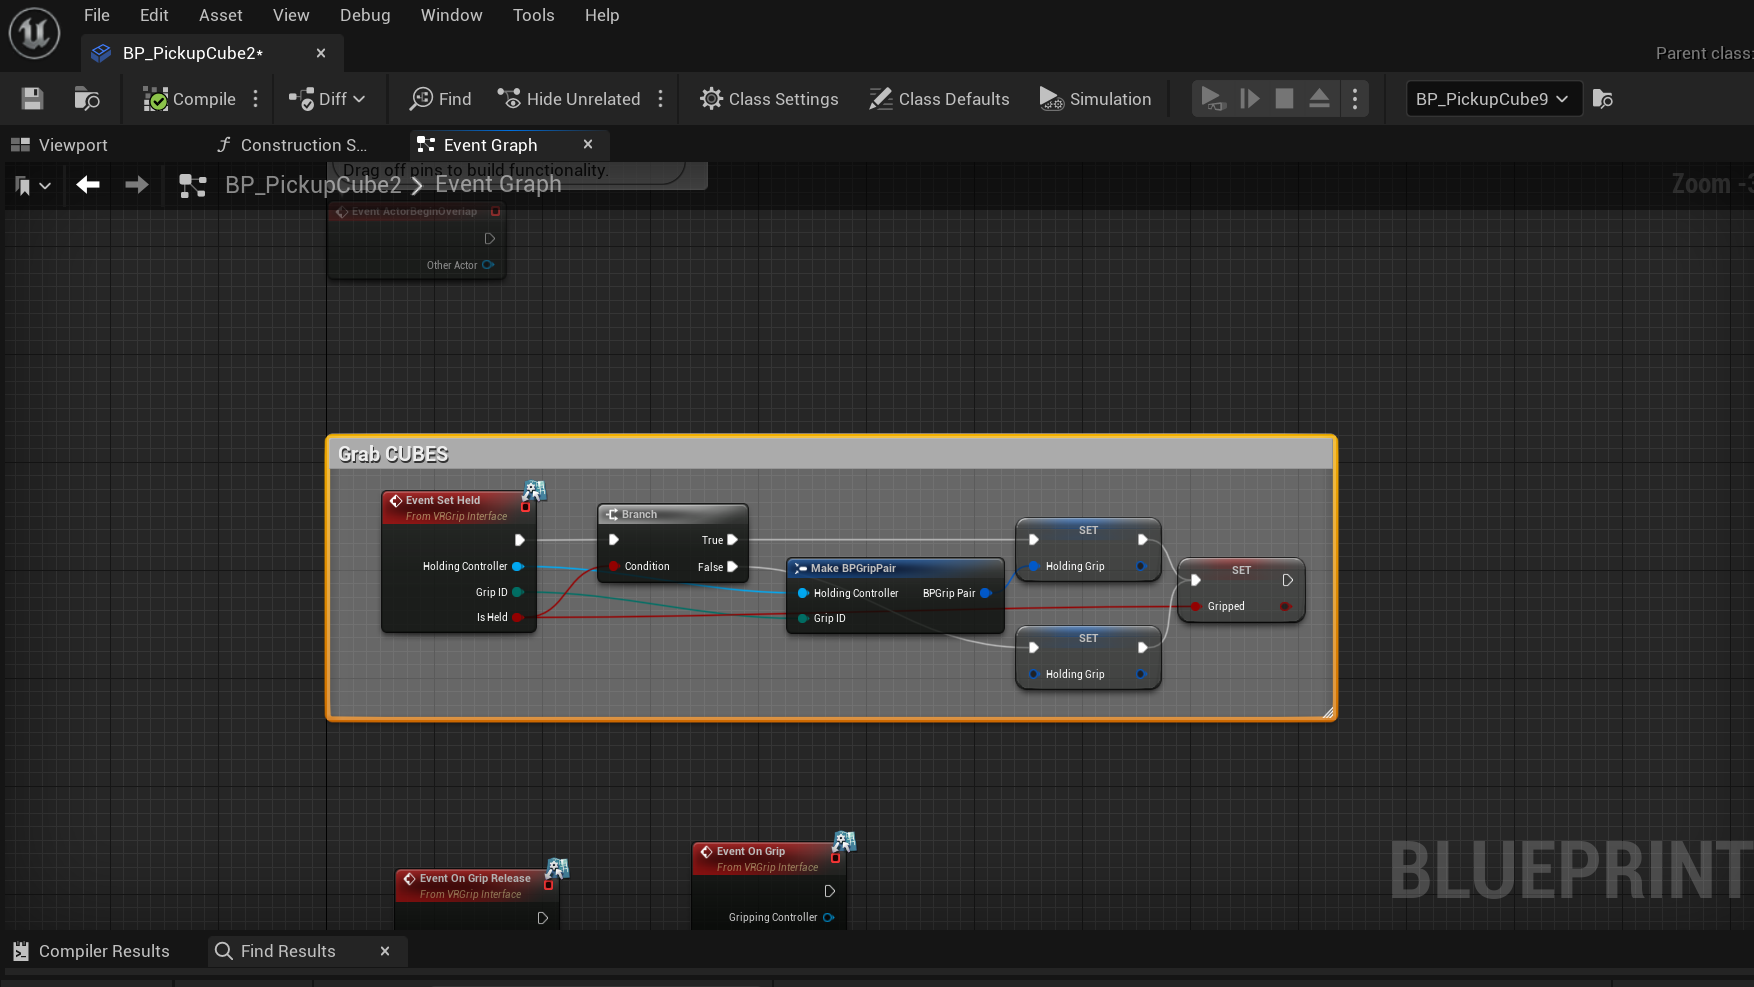 File Edit Asset View Debug Window Tools Help
BP_PickupCube2*
Parent class:
Compile Diff Find Hide Unrelated Class Settings Class Defaults Simulation BP_PickupCube9
Viewport Construction S... Event Graph
Drag off pins to build functionality.
BP_PickupCube2 Event Graph
Zoom -3
Event ActorBeginOverlap
Other Actor
Grab CUBES
Event Set Held
From VRGrip Interface
Holding Controller
Grip ID
Is Held
Branch
True
Condition False
Make BPGripPair
Holding Controller BPGrip Pair
Grip ID
SET
Holding Grip
SET
Holding Grip
SET
Gripped
Event On Grip Release
From VRGrip Interface
Event On Grip
From VRGrip Interface
Gripping Controller
BLUEPRINT
Compiler Results Find Results